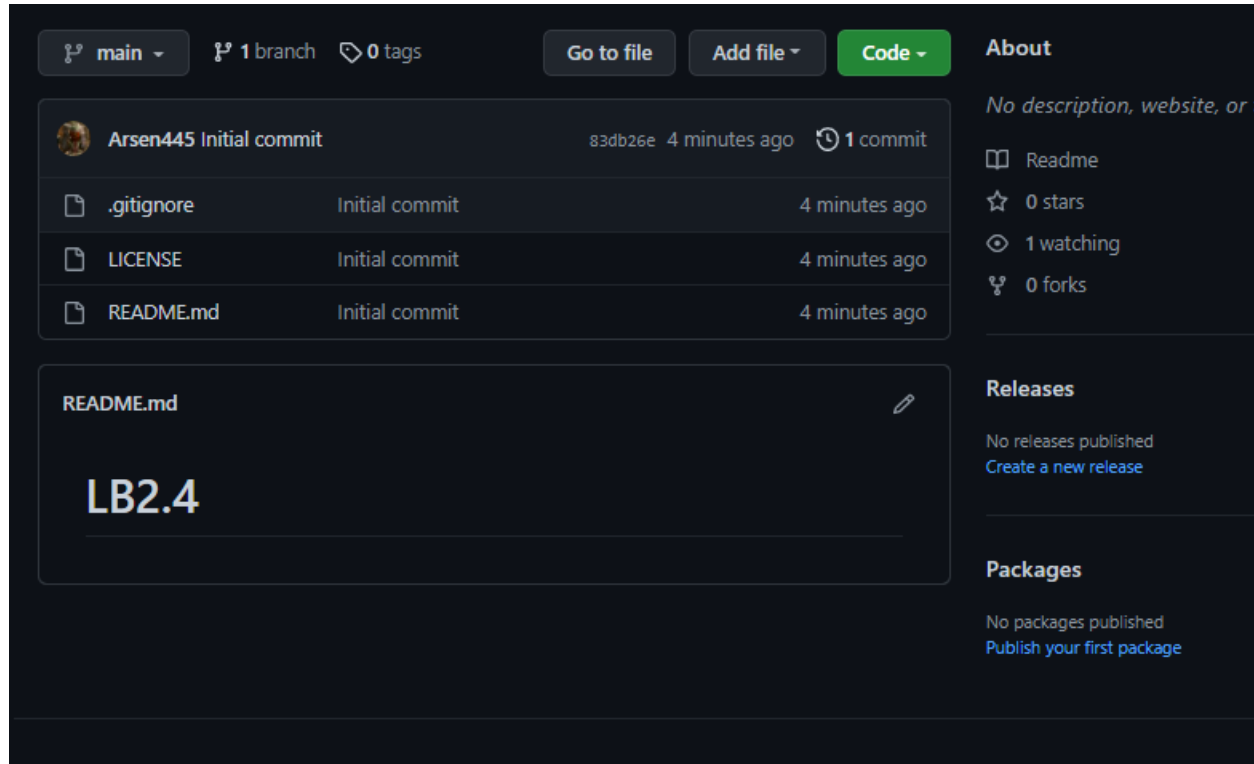 main 1 branch 0 tags Go to file Add file Code
Arsen445 Initial commit 83db26e 4 minutes ago 1 commit
.gitignore Initial commit 4 minutes ago
LICENSE Initial commit 4 minutes ago
README.md Initial commit 4 minutes ago
README.md
LB2.4
About
No description, website, or
Readme
0 stars
1 watching
0 forks
Releases
No releases published
Create a new release
Packages
No packages published
Publish your first package